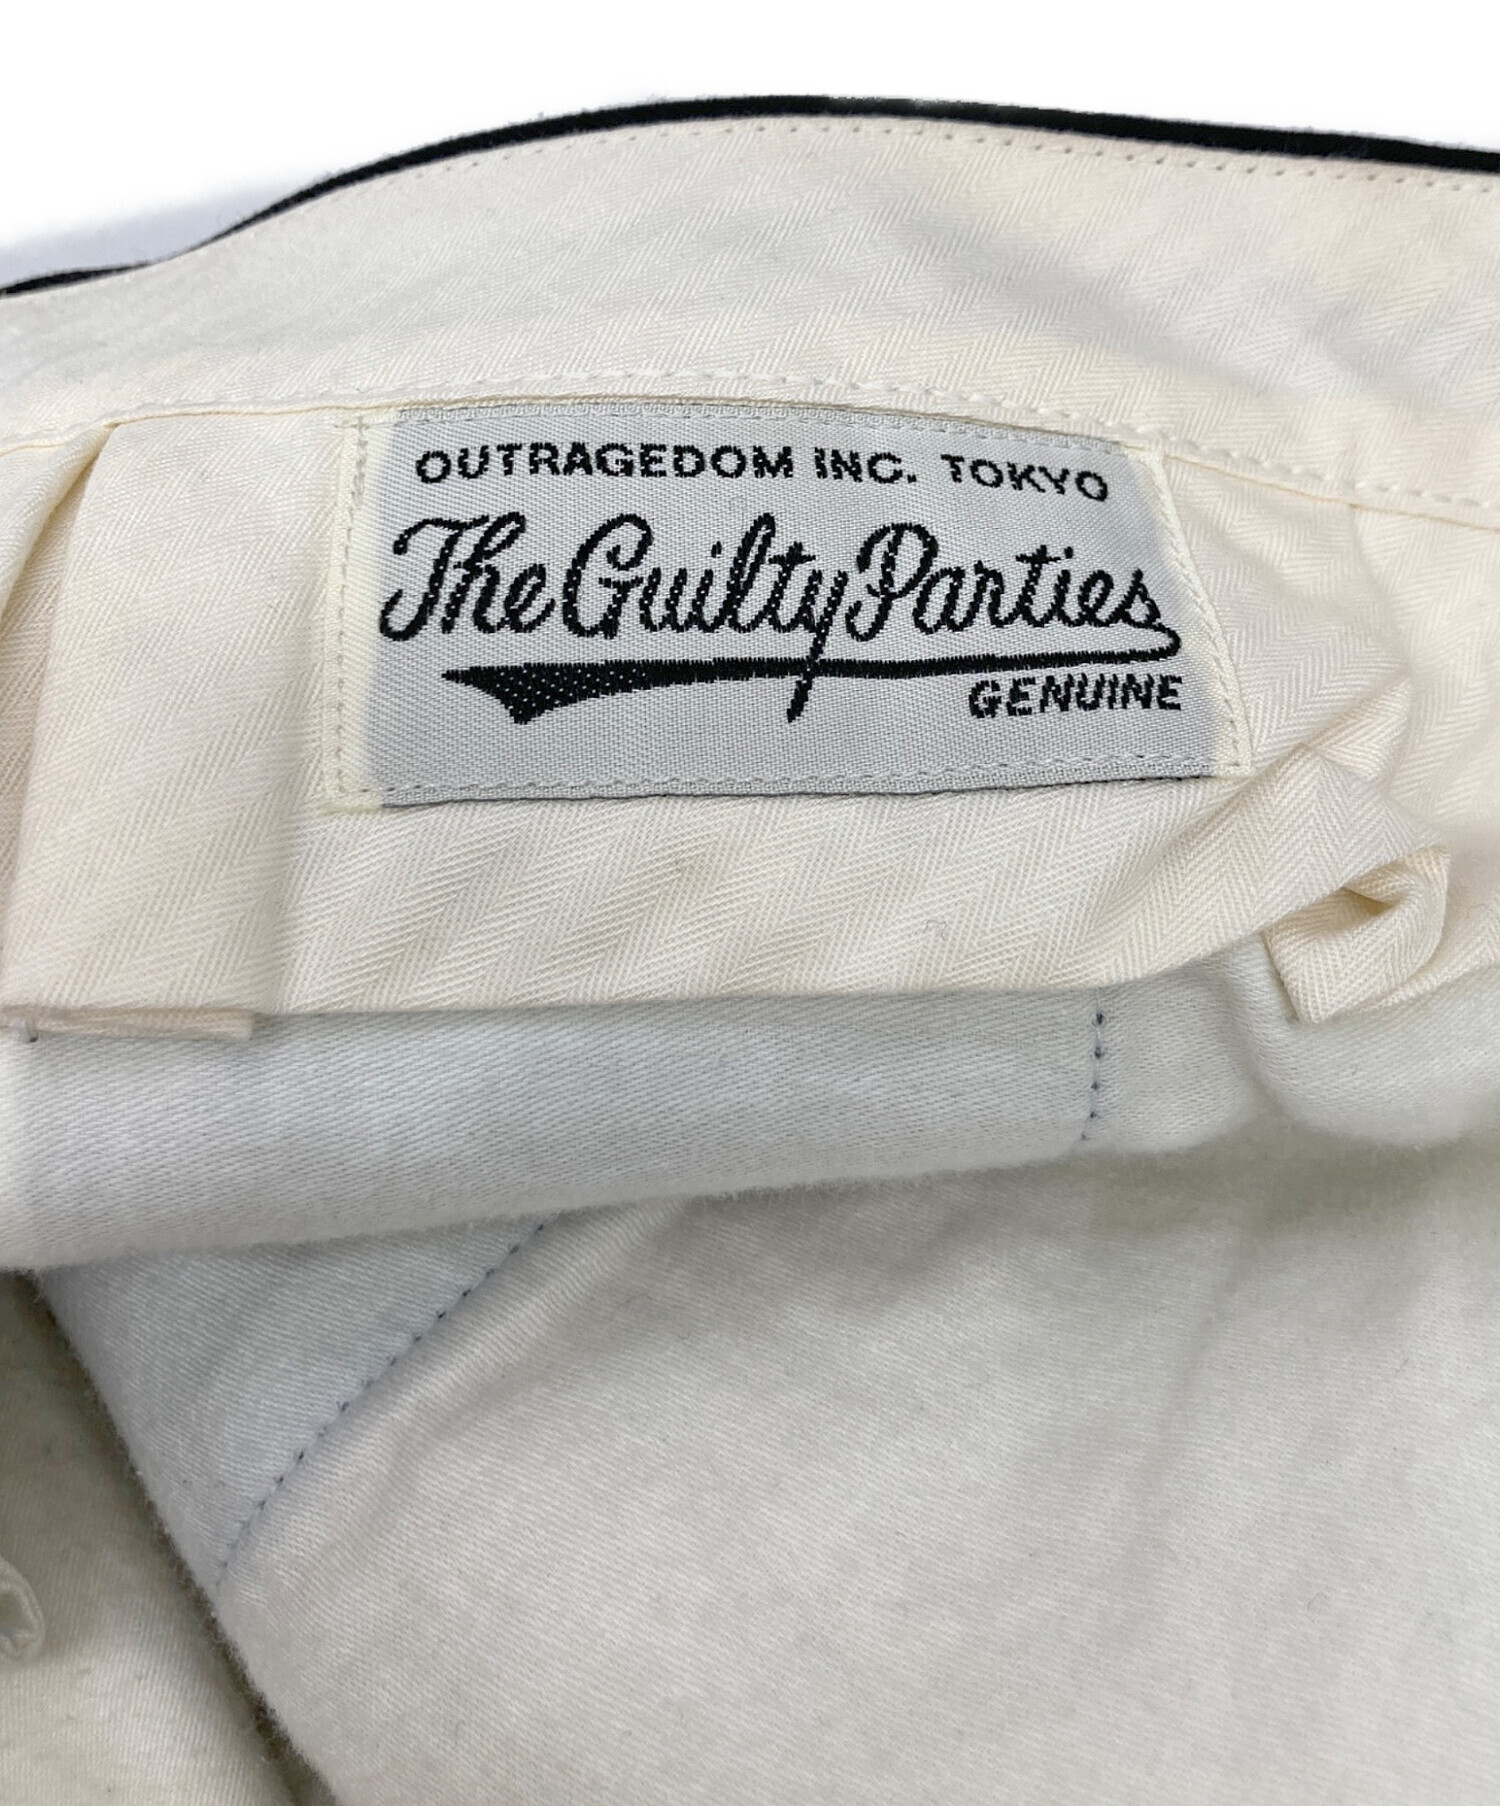 OUTRAGEDOM INC. TOKYO
The Guilty Parties
GENUINE